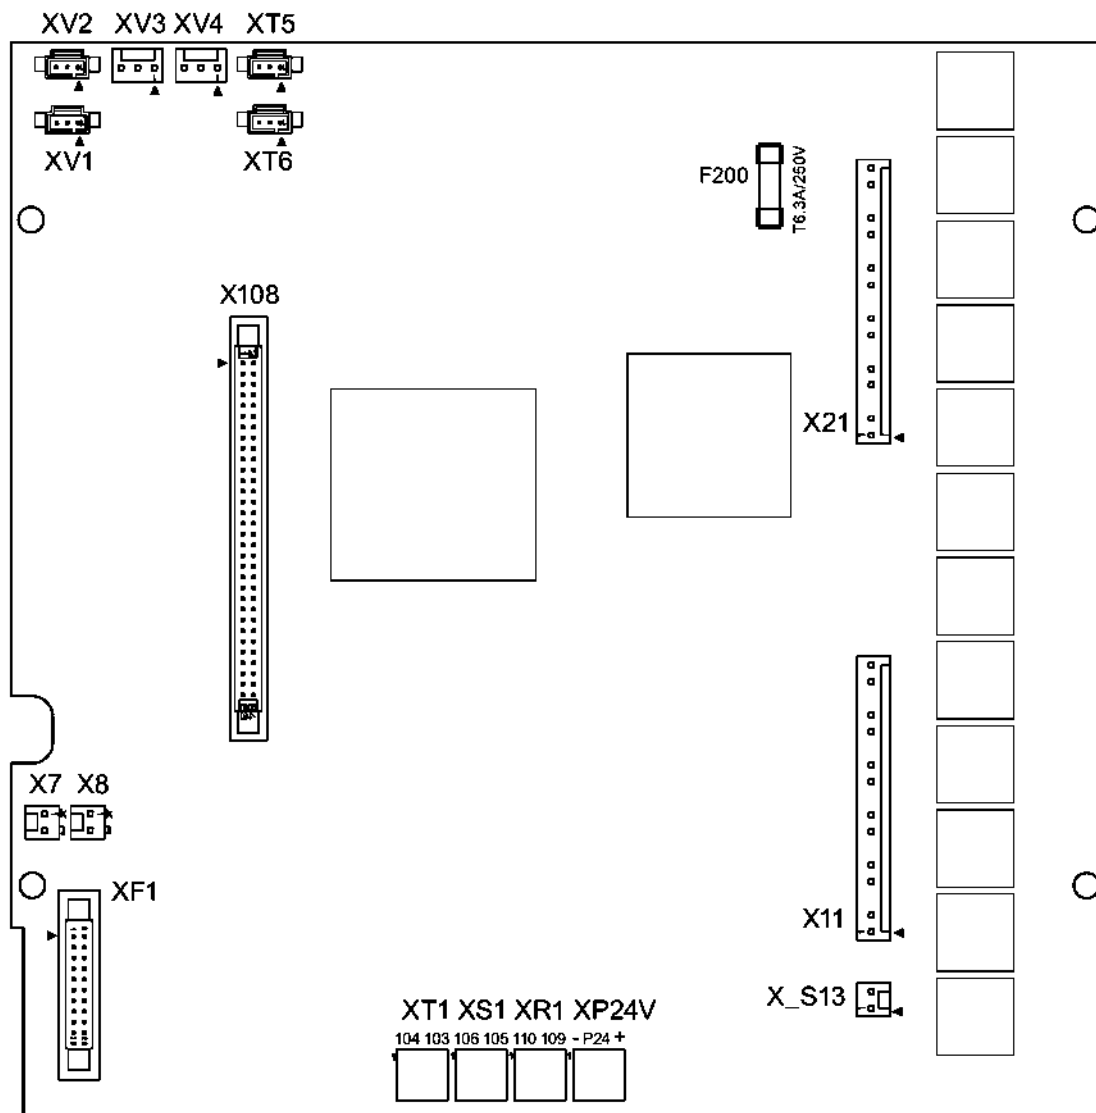 XV2 XV3 XV4 XT5
XV1 XT6
F200 T6.3A/250V
X108
X21
X7 X8
XF1
X11
X_S13
XT1 XS1 XR1 XP24V
104 103 106 105 110 109 - P24 +